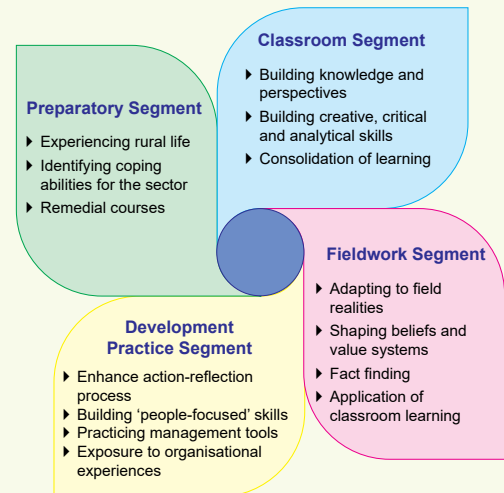 Preparatory Segment
‣ Experiencing rural life
‣ Identifying coping
abilities for the sector
‣ Remedial courses
Classroom Segment
‣ Building knowledge and
perspectives
‣ Building creative, critical
and analytical skills
‣ Consolidation of learning
Fieldwork Segment
‣ Adapting to field
realities
‣ Shaping beliefs and
value systems
‣ Fact finding
‣ Application of
classroom learning
Development
Practice Segment
‣ Enhance action-reflection
process
‣ Building ‘people-focused’ skills
‣ Practicing management tools
‣ Exposure to organisational
experiences